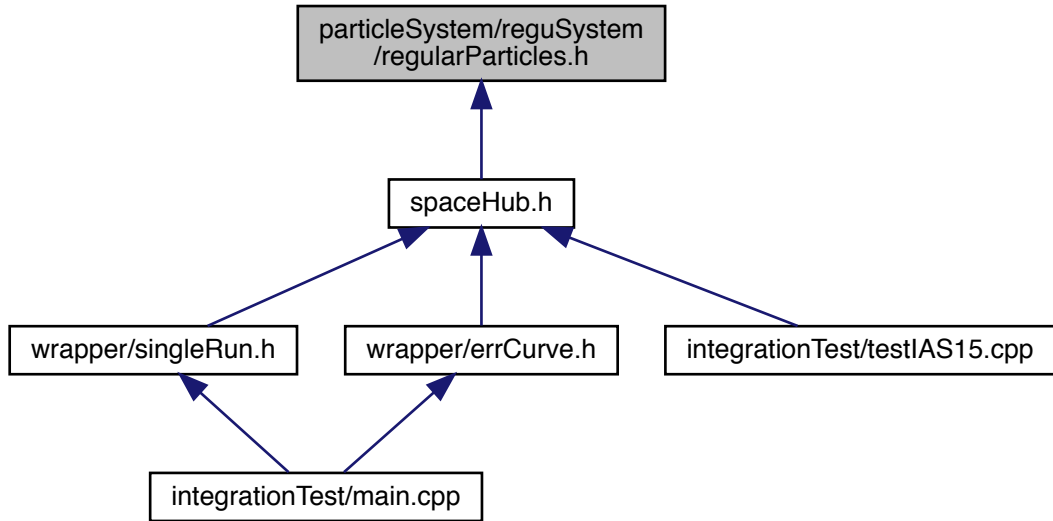 particleSystem/reguSystem
/regularParticles.h
spaceHub.h
wrapper/singleRun.h
wrapper/errCurve.h
integrationTest/testIAS15.cpp
integrationTest/main.cpp